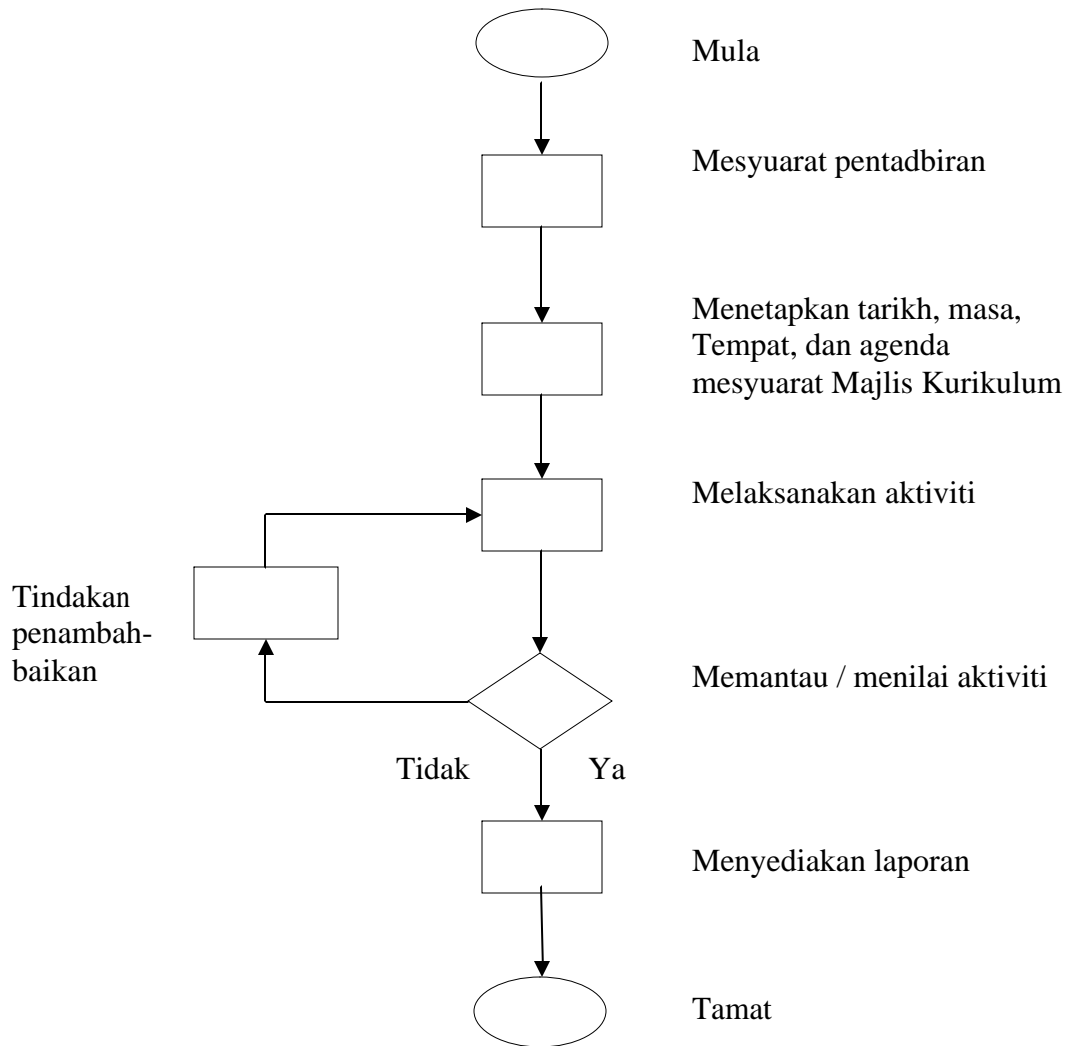 Mula
Mesyuarat pentadbiran
Menetapkan tarikh, masa,
Tempat, dan agenda
mesyuarat Majlis Kurikulum
Melaksanakan aktiviti
Tindakan
penambah-
baikan
Memantau / menilai aktiviti
Tidak
Ya
Menyediakan laporan
Tamat